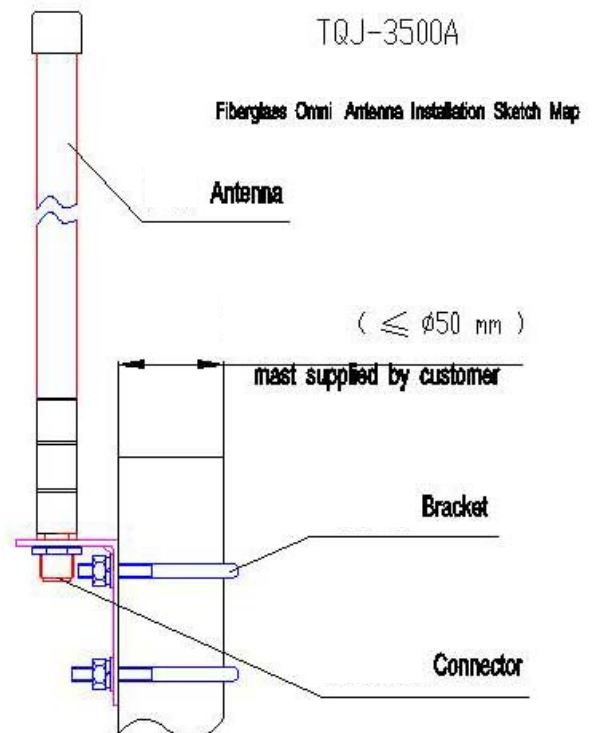 TQJ-3500A
Fiberglass Omni Antenna Installation Sketch Map
Antenna
( ≤ ϕ50 mm )
mast supplied by customer
Bracket
Connector